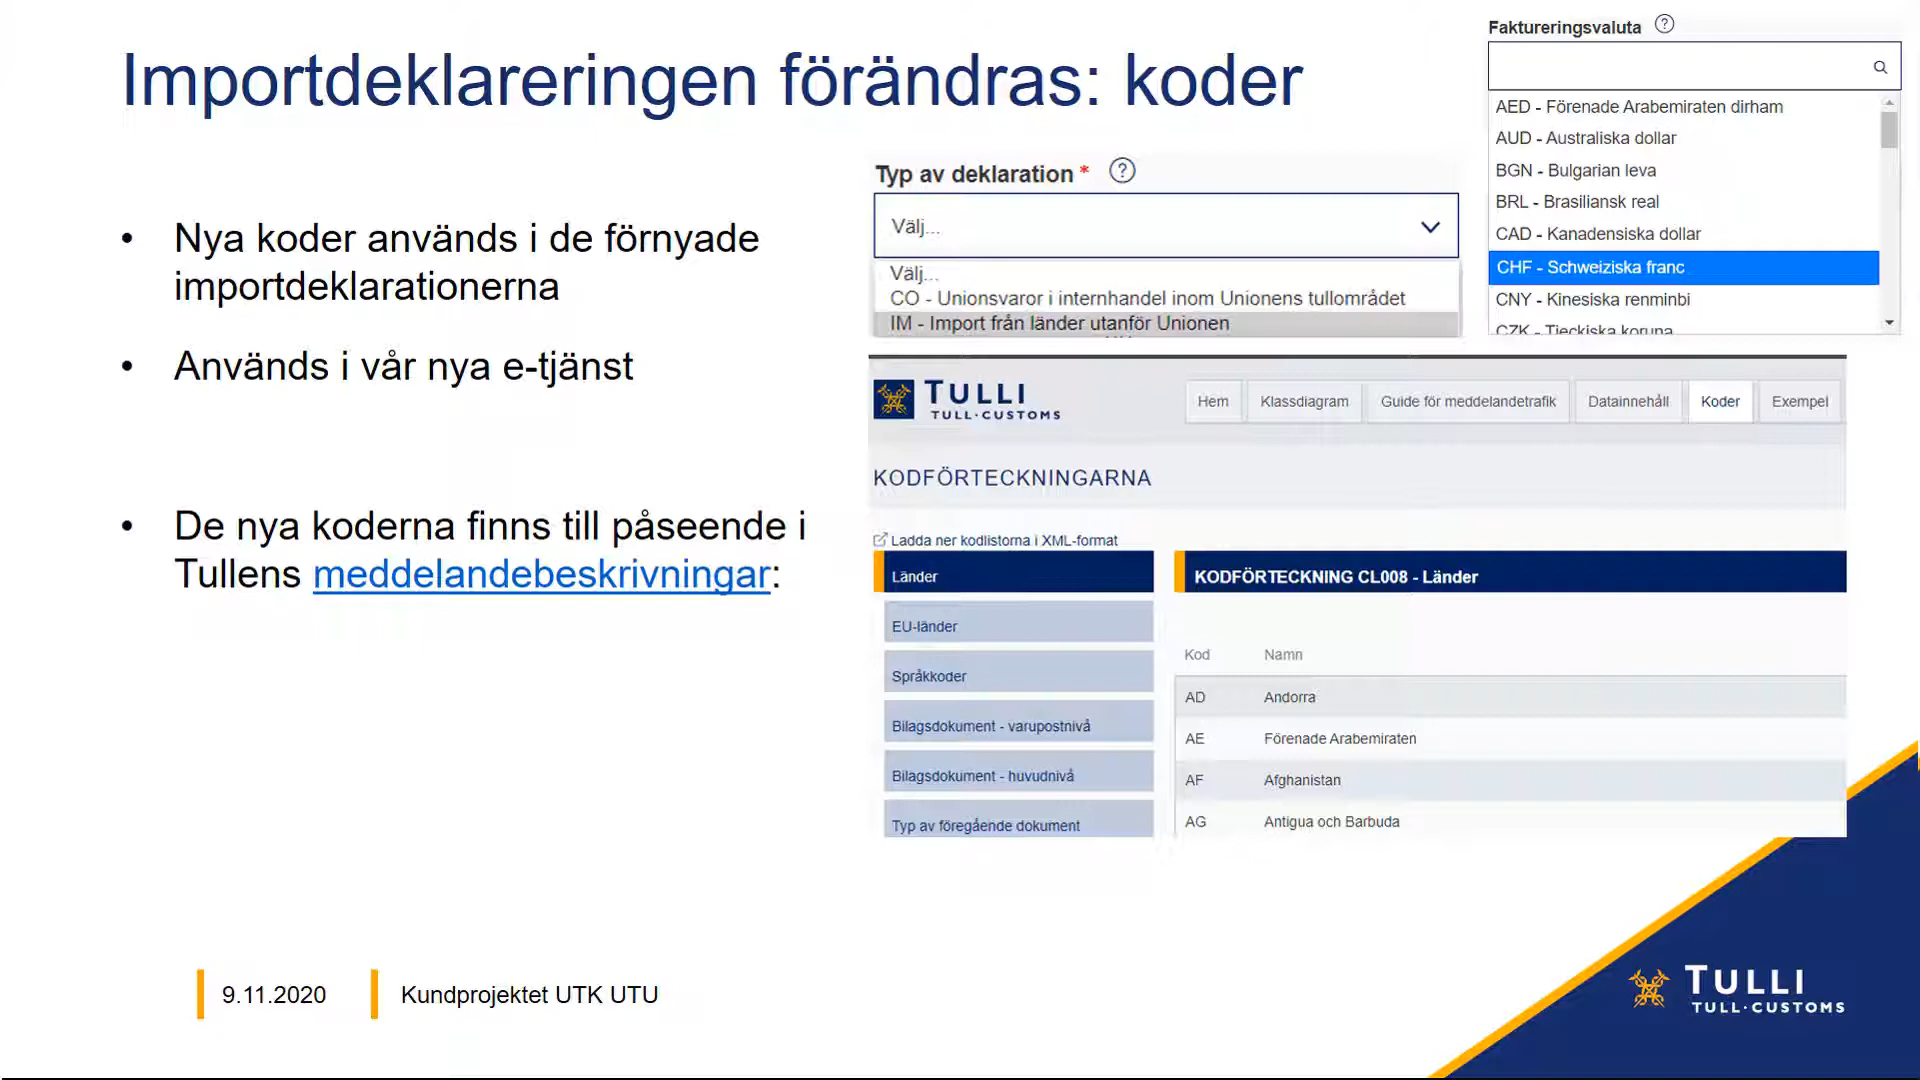 Importdeklareringen förändras: koder
• Nya koder används i de förnyade
importdeklarationerna
• Används i vår nya e-tjänst
• De nya koderna finns till påseende i
Tullens meddelandebeskrivningar:
Typ av deklaration * ?
Välj...
Välj...
CO - Unionsvaror i internhandel inom Unionens tullområdet
IM - Import från länder utanför Unionen
Faktureringsvaluta ?
AED - Förenade Arabemiraten dirham
AUD - Australiska dollar
BGN - Bulgarian leva
BRL - Brasiliansk real
CAD - Kanadensiska dollar
CHF - Schweiziska franc
CNY - Kinesiska renminbi
CZK - Tjeckiska koruna
TULLI
TULL·CUSTOMS
Hem
Klassdiagram
Guide för meddelandetrafik
Datainnehåll
Koder
Exempel
KODFÖRTECKNINGARNA
Ladda ner kodlistorna i XML-format
Länder
EU-länder
Språkkoder
Bilagsdokument - varupostnivå
Bilagsdokument - huvudnivå
Typ av föregående dokument
KODFÖRTECKNING CL008 - Länder
Kod Namn
AD Andorra
AE Förenade Arabemiraten
AF Afghanistan
AG Antigua och Barbuda
9.11.2020
Kundprojektet UTK UTU
TULLI
TULL·CUSTOMS